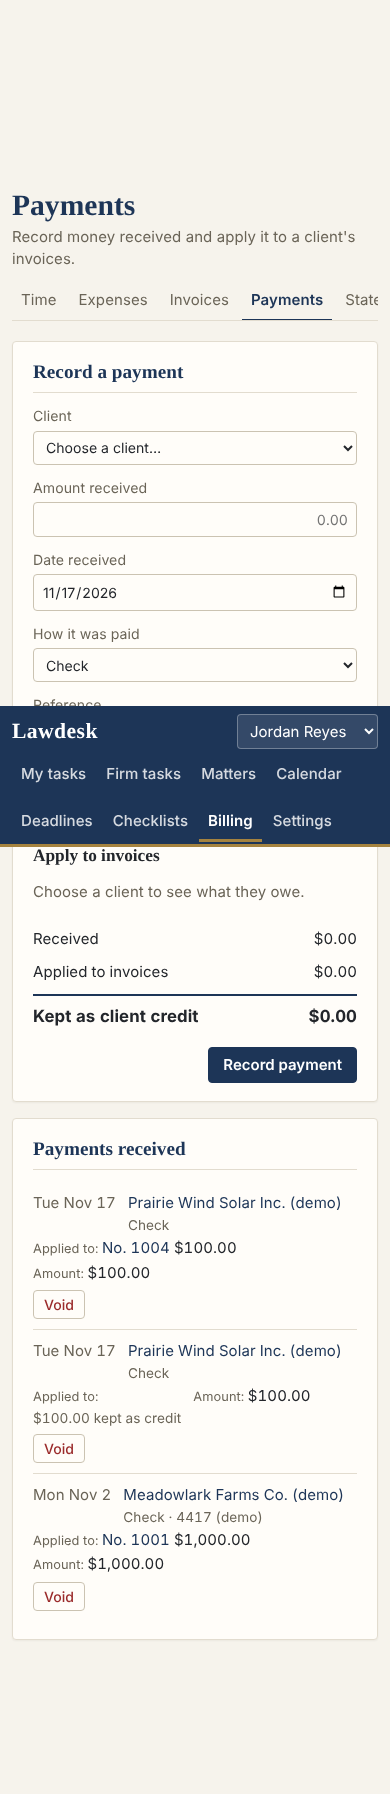 Payments
Record money received and apply it to a client's
invoices.
Time Expenses Invoices Payments State
Record a payment
Client
Choose a client...
Amount received
0.00
Date received
11/17/2026
How it was paid
Check
Reference
Lawdesk Jordan Reyes
My tasks Firm tasks Matters Calendar
Deadlines Checklists Billing Settings
Apply to invoices
Choose a client to see what they owe.
Received $0.00
Applied to invoices $0.00
Kept as client credit $0.00
Record payment
Payments received
Tue Nov 17 Prairie Wind Solar Inc. (demo)
Check
Applied to: No. 1004 $100.00
Amount: $100.00
Void
Tue Nov 17 Prairie Wind Solar Inc. (demo)
Check
Applied to: Amount: $100.00
$100.00 kept as credit
Void
Mon Nov 2 Meadowlark Farms Co. (demo)
Check · 4417 (demo)
Applied to: No. 1001 $1,000.00
Amount: $1,000.00
Void